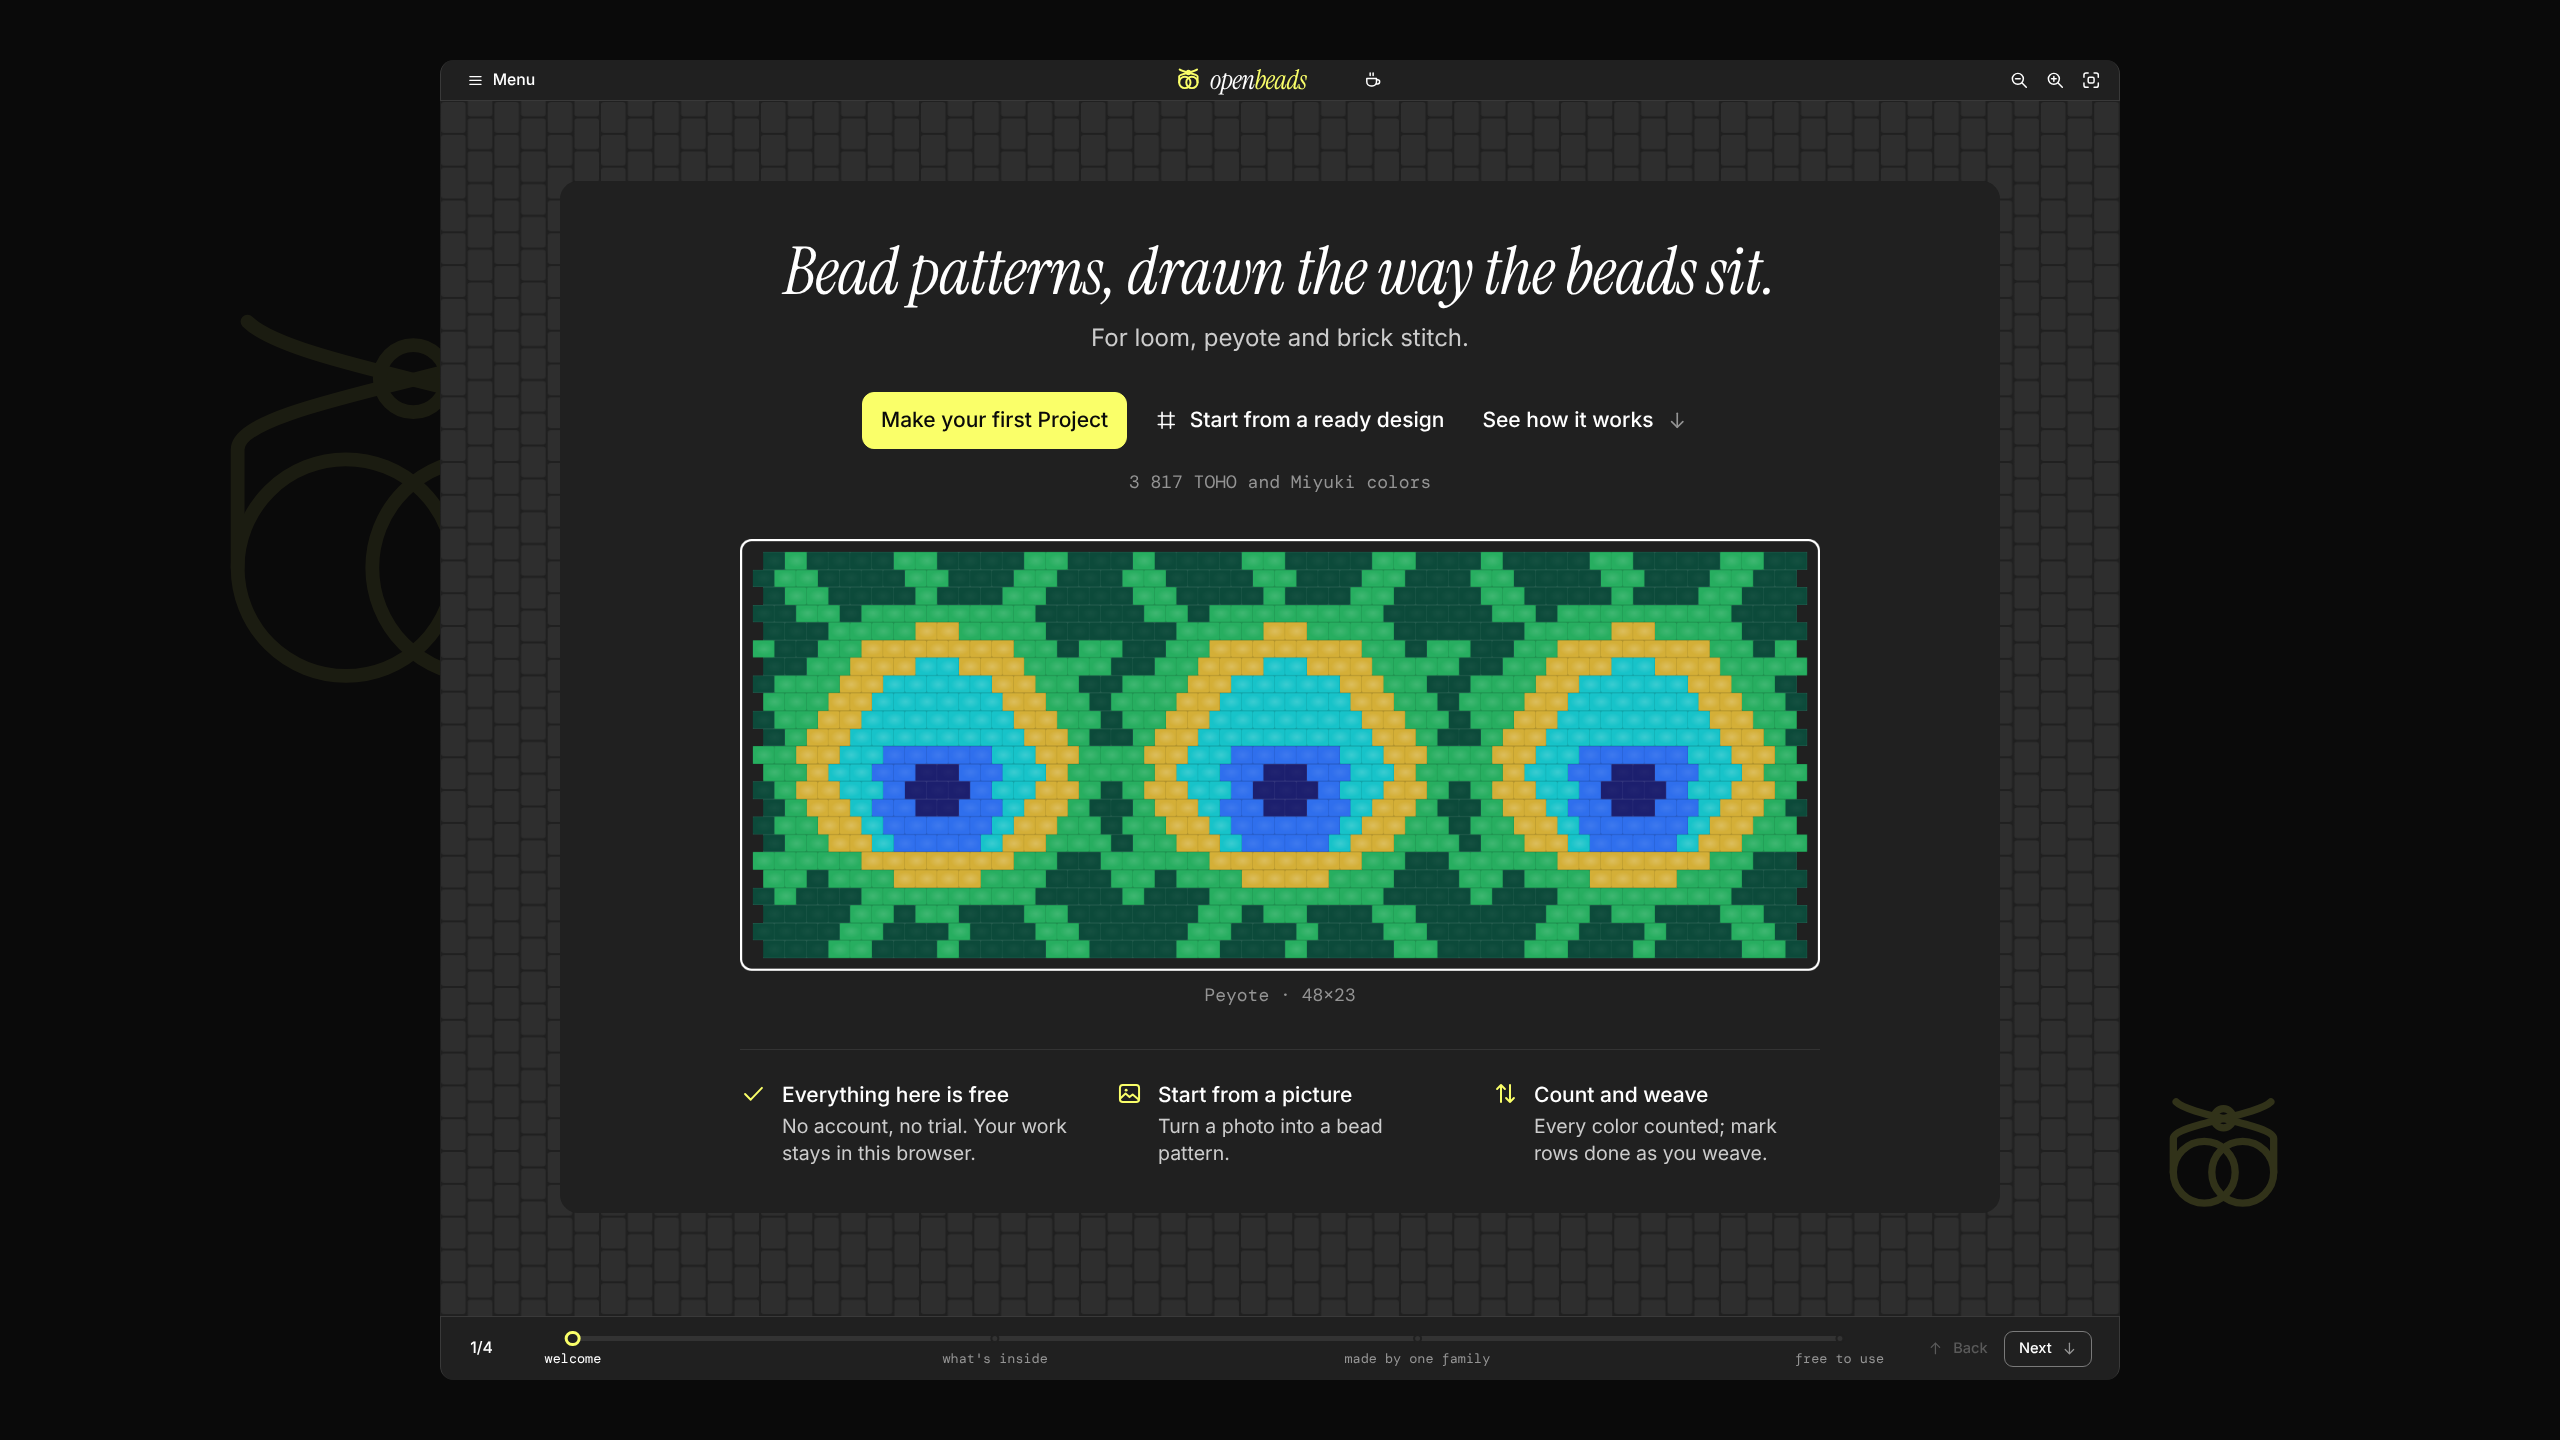 Menu
openbeads
Bead patterns, drawn the way the beads sit.
For loom, peyote and brick stitch.
Make your first Project
Start from a ready design
See how it works
3 817 TOHO and Miyuki colors
Peyote · 48×23
Everything here is free
No account, no trial. Your work
stays in this browser.
Start from a picture
Turn a photo into a bead
pattern.
Count and weave
Every color counted; mark
rows done as you weave.
1/4
welcome
what's inside
made by one family
free to use
Back
Next